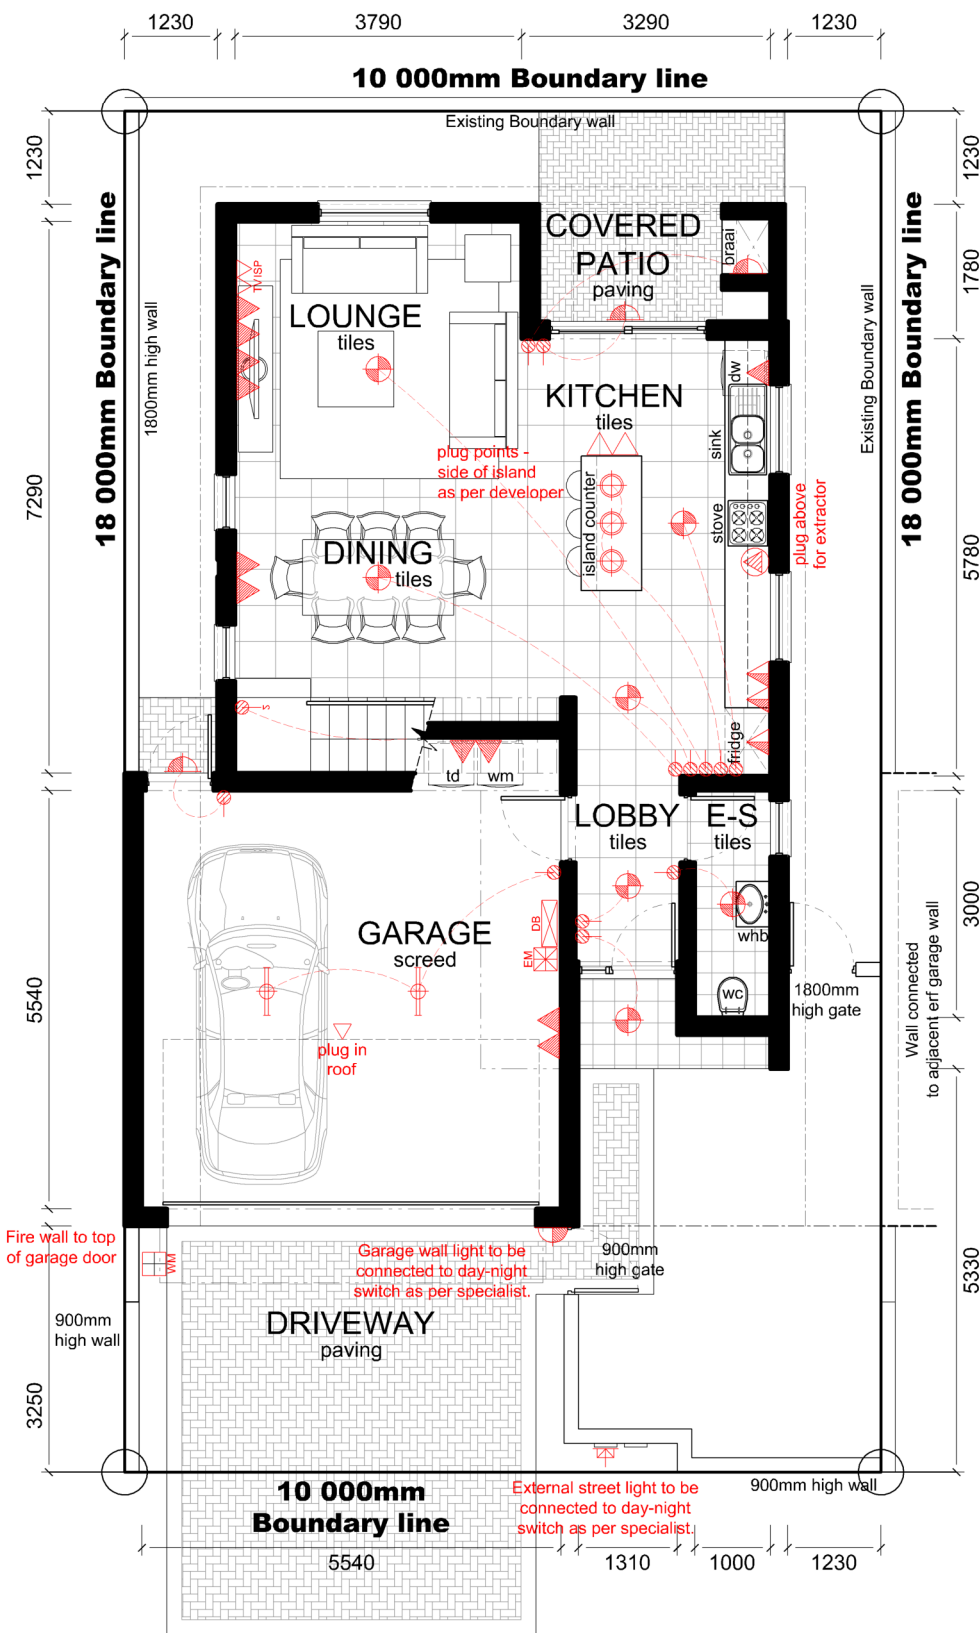 1230
3790
3290
1230
10 000mm Boundary line
Existing Boundary wall
1230
1230
18 000mm Boundary line
18 000mm Boundary line
COVERED
PATIO
paving
braai
1780
TV/ISP
LOUNGE
tiles
1800mm high wall
Existing Boundary wall
dw
KITCHEN
tiles
sink
plug points -
side of island
as per developer
7290
island counter
stove
plug above
for extractor
5780
DINING
tiles
s
fridge
td
wm
LOBBY
tiles
E-S
tiles
3000
GARAGE
screed
DB
EM
whb
wc
1800mm
high gate
Wall connected
to adjacent erf garage wall
5540
plug in
roof
Fire wall to top
of garage door
WM
Garage wall light to be
connected to day-night
switch as per specialist.
900mm
high gate
5330
900mm
high wall
DRIVEWAY
paving
3250
10 000mm
Boundary line
External street light to be
connected to day-night
switch as per specialist.
900mm high wall
5540
1310
1000
1230